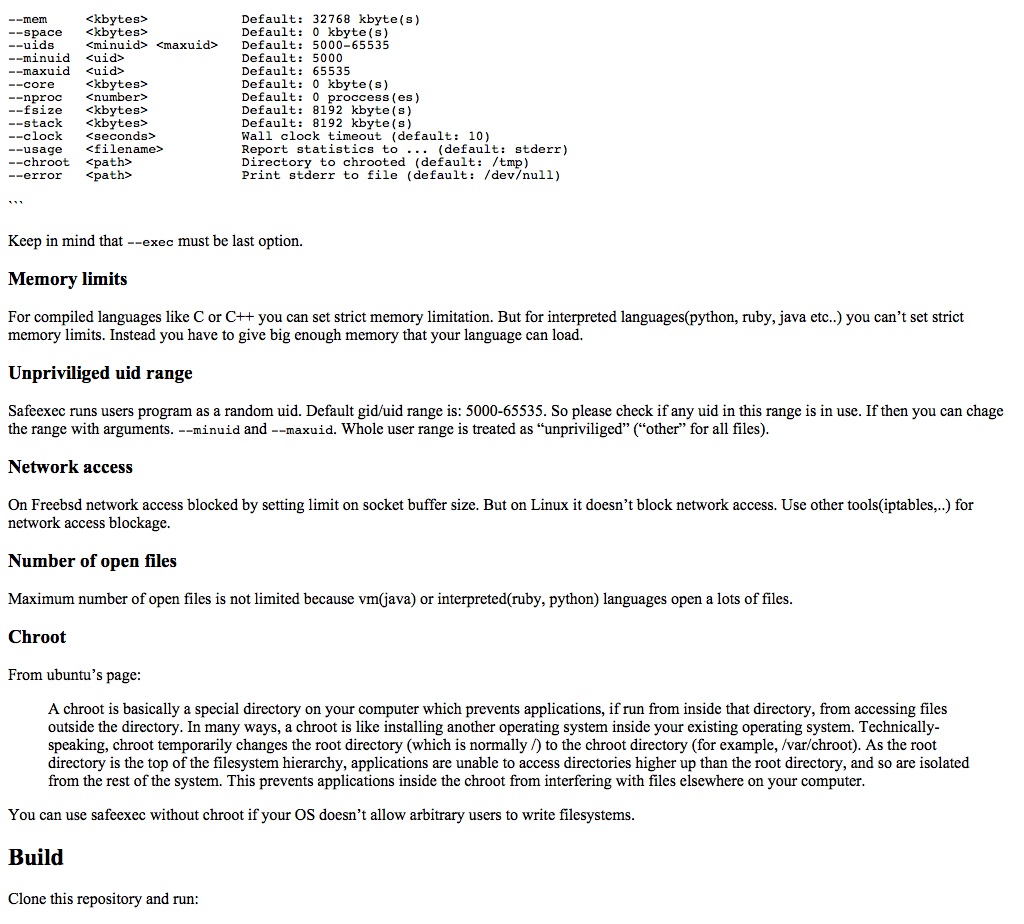 --mem     <kbytes>            Default: 32768 kbyte(s)
--space   <kbytes>            Default: 0 kbyte(s)
--uids    <minuid> <maxuid>   Default: 5000-65535
--minuid  <uid>               Default: 5000
--maxuid  <uid>               Default: 65535
--core    <kbytes>            Default: 0 kbyte(s)
--nproc   <number>            Default: 0 proccess(es)
--fsize   <kbytes>            Default: 8192 kbyte(s)
--stack   <kbytes>            Default: 8192 kbyte(s)
--clock   <seconds>           Wall clock timeout (default: 10)
--usage   <filename>          Report statistics to ... (default: stderr)
--chroot  <path>              Directory to chrooted (default: /tmp)
--error   <path>              Print stderr to file (default: /dev/null)
```
Keep in mind that --exec must be last option.
Memory limits
For compiled languages like C or C++ you can set strict memory limitation. But for interpreted languages(python, ruby, java etc..) you can’t set strict
memory limits. Instead you have to give big enough memory that your language can load.
Unpriviliged uid range
Safeexec runs users program as a random uid. Default gid/uid range is: 5000-65535. So please check if any uid in this range is in use. If then you can chage
the range with arguments. --minuid and --maxuid. Whole user range is treated as “unpriviliged” (“other” for all files).
Network access
On Freebsd network access blocked by setting limit on socket buffer size. But on Linux it doesn’t block network access. Use other tools(iptables,..) for
network access blockage.
Number of open files
Maximum number of open files is not limited because vm(java) or interpreted(ruby, python) languages open a lots of files.
Chroot
From ubuntu’s page:
A chroot is basically a special directory on your computer which prevents applications, if run from inside that directory, from accessing files
outside the directory. In many ways, a chroot is like installing another operating system inside your existing operating system. Technically-
speaking, chroot temporarily changes the root directory (which is normally /) to the chroot directory (for example, /var/chroot). As the root
directory is the top of the filesystem hierarchy, applications are unable to access directories higher up than the root directory, and so are isolated
from the rest of the system. This prevents applications inside the chroot from interfering with files elsewhere on your computer.
You can use safeexec without chroot if your OS doesn’t allow arbitrary users to write filesystems.
Build
Clone this repository and run: